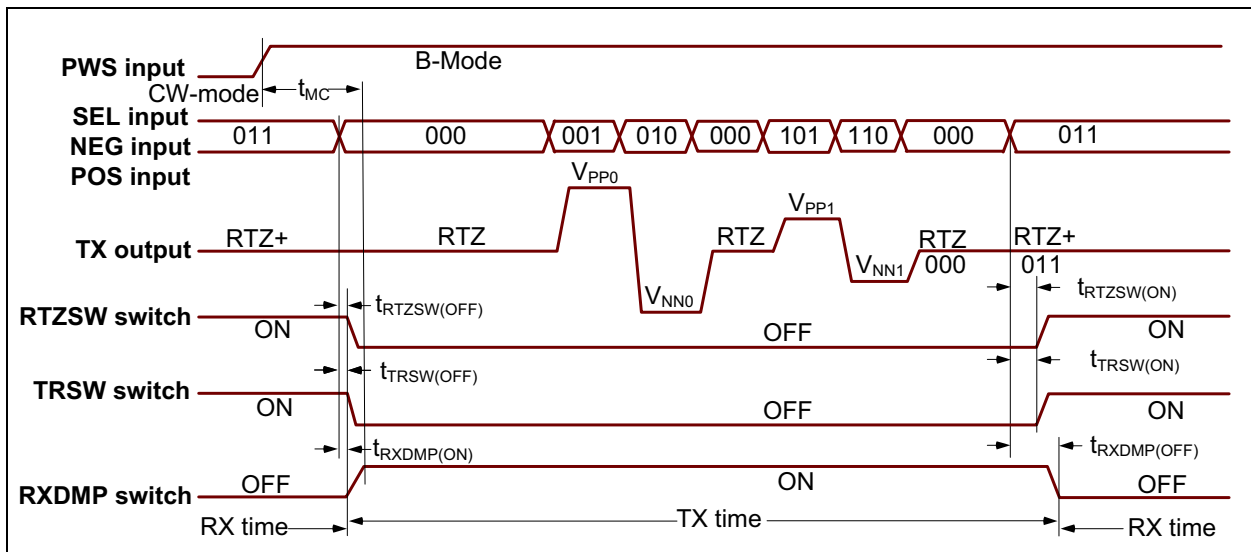 PWS input
B-Mode
CW-mode
tMC
SEL input
NEG input
POS input
011 000 001 010 000 101 110 000 011
VPP0
VPP1
TX output
RTZ+ RTZ RTZ RTZ RTZ+
000 011
VNN0
VNN1
tRTZSW(OFF)
tRTZSW(ON)
RTZSW switch
ON OFF ON
tTRSW(OFF)
tTRSW(ON)
TRSW switch
ON OFF ON
tRXDMP(ON)
tRXDMP(OFF)
RXDMP switch
OFF ON OFF
RX time TX time RX time